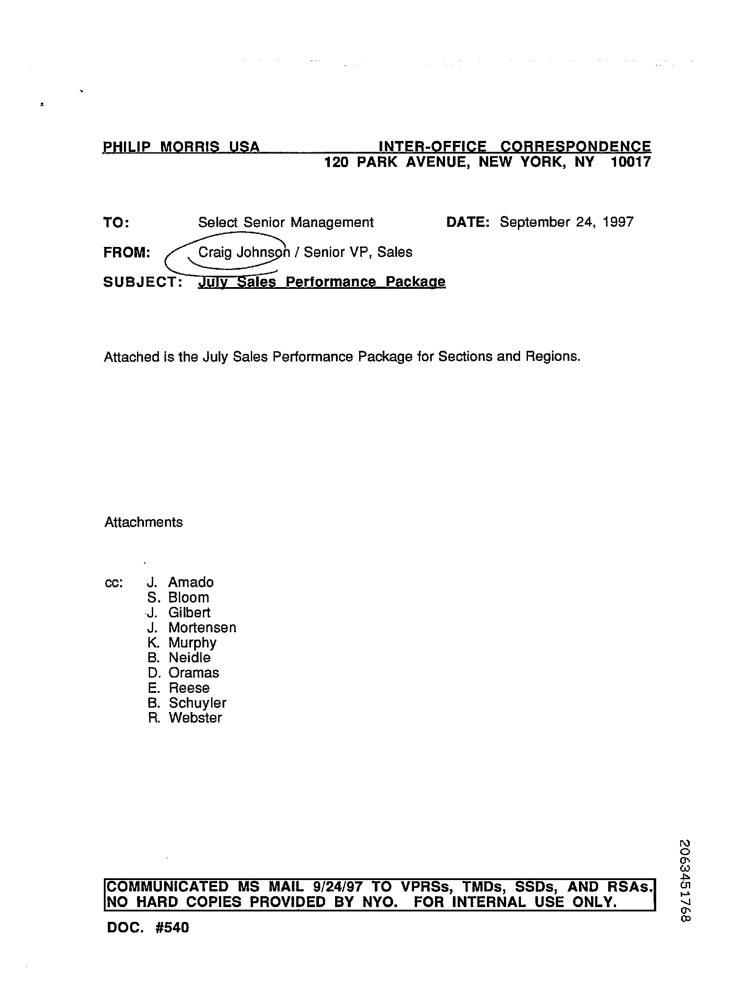 PHILIP MORRIS USA INTER-OFFICE CORRESPONDENCE
120 PARK AVENUE, NEW YORK, NY 10017
TO: Select Senior Management DATE: September 24, 1997
FROM: Craig Johnson / Senior VP, Sales
SUBJECT: July Sales Performance Package
Attached is the July Sales Performance Package for Sections and Regions.
Attachments
cc: J. Amado
S. Bloom
J. Gilbert
J. Mortensen
K. Murphy
B. Neidle
D. Oramas
E. Reese
B. Schuyler
R. Webster
COMMUNICATED MS MAIL 9/24/97 TO VPRSs, TMDs, SSDs, AND RSAs.
NO HARD COPIES PROVIDED BY NYO. FOR INTERNAL USE ONLY.
DOC. #540
2063451768